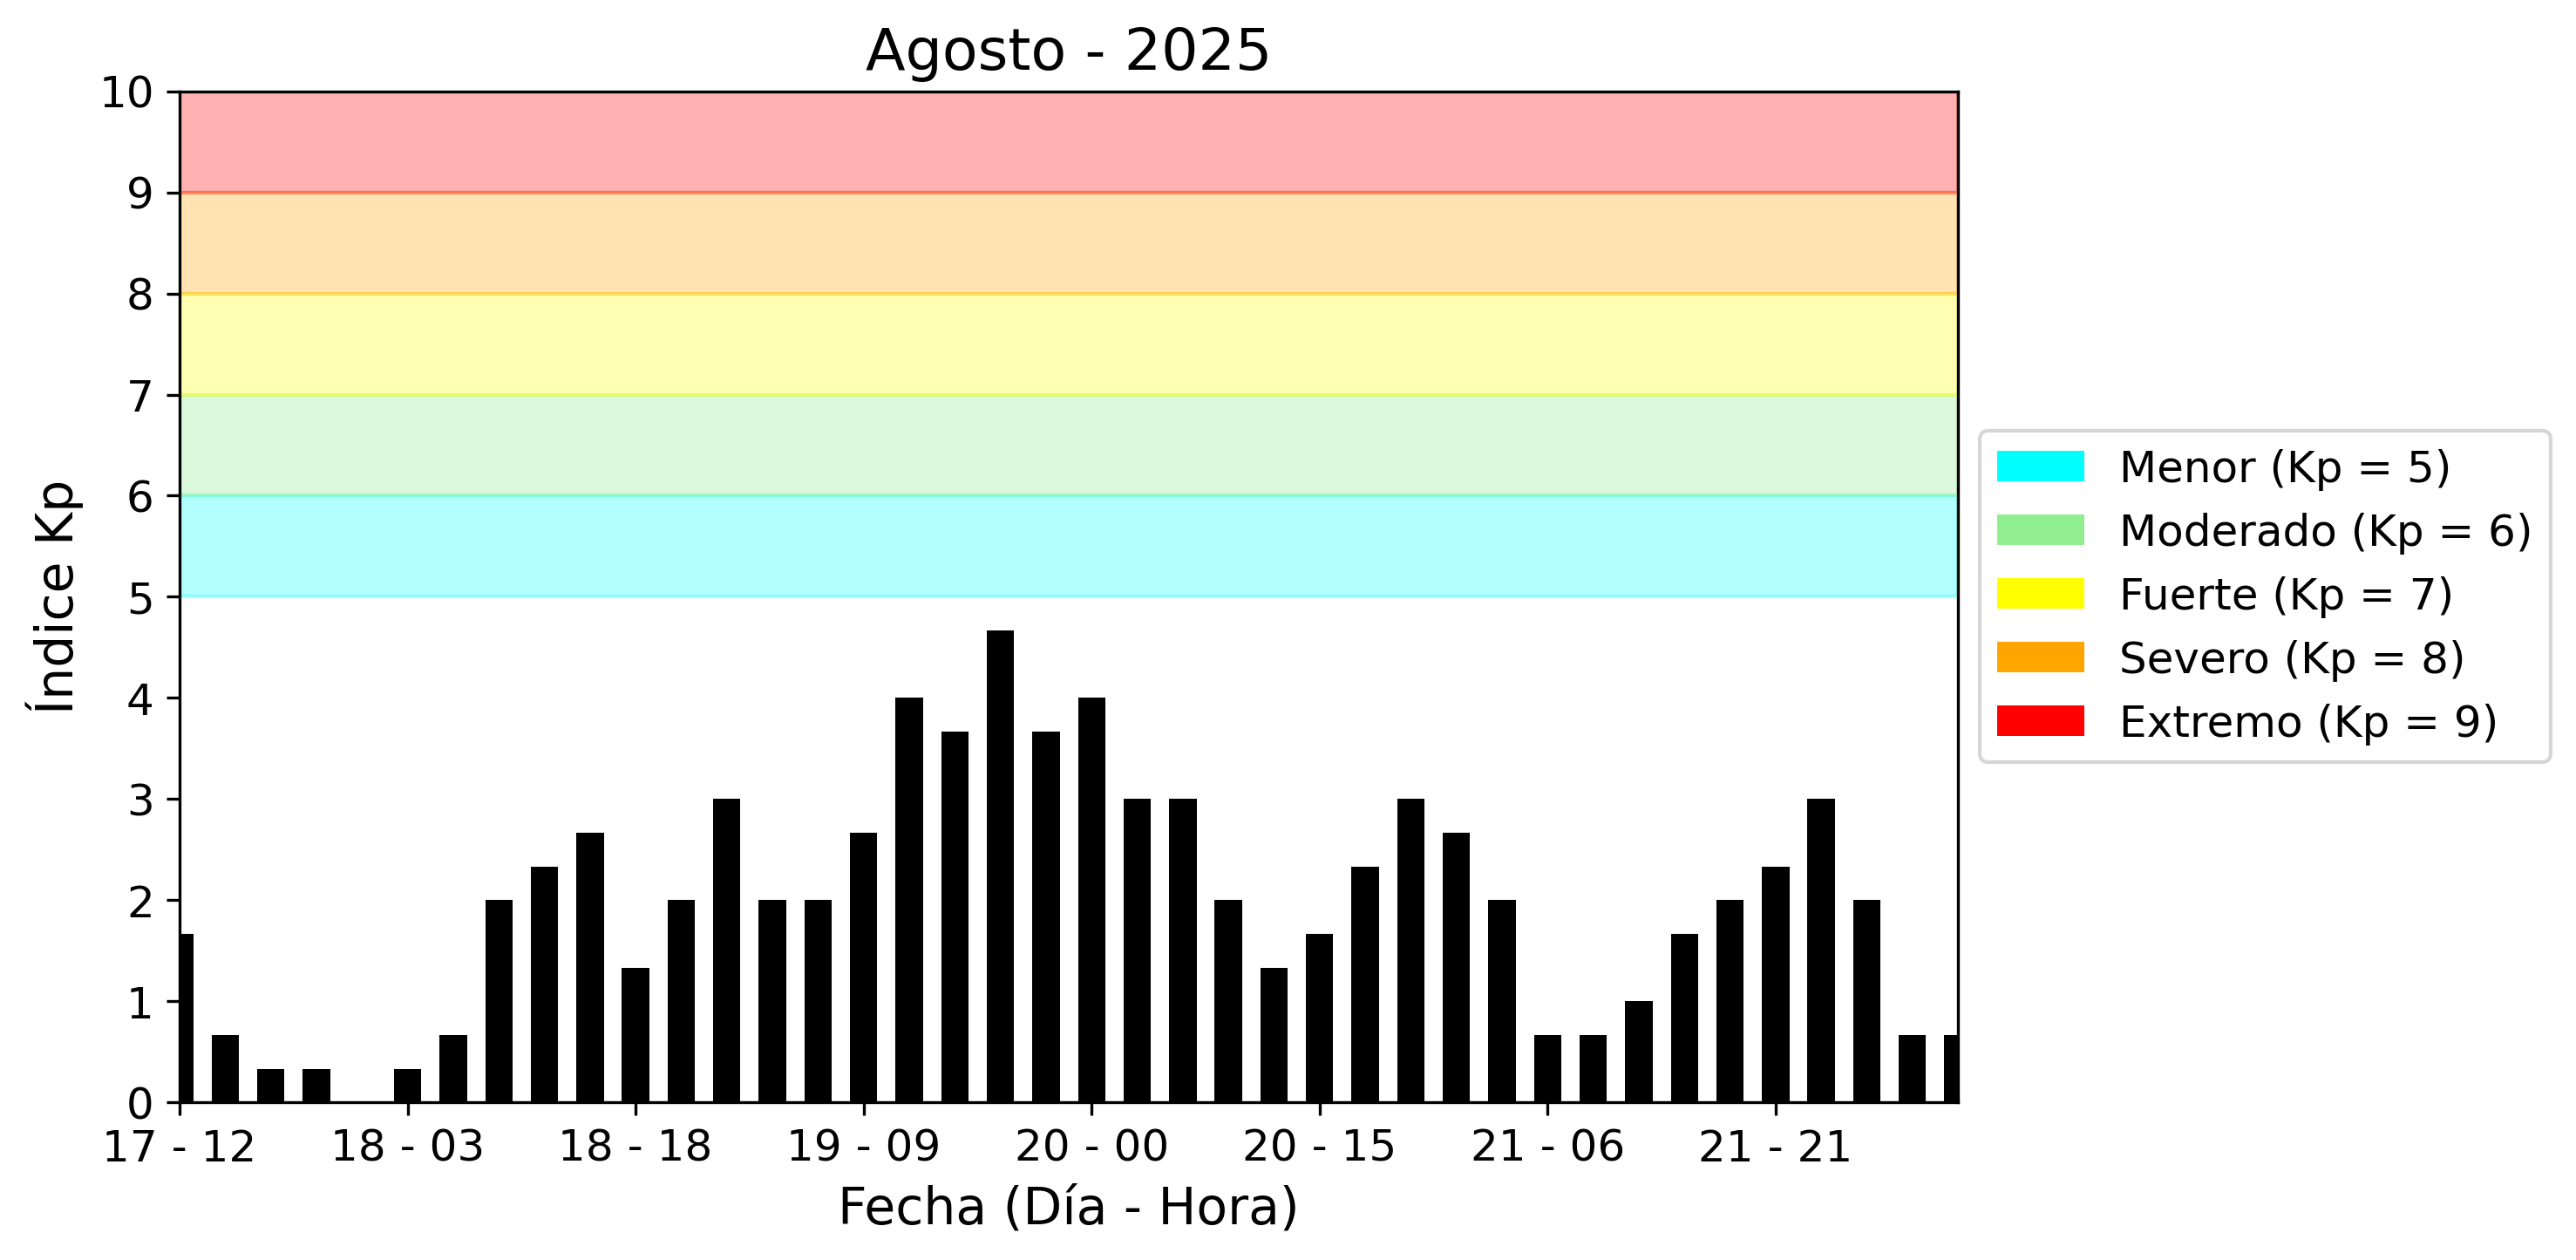 Agosto - 2025
10
9
8
7
6
5
4
3
2
1
0
Índice Kp
17 - 12
18 - 03
18 - 18
19 - 09
20 - 00
20 - 15
21 - 06
21 - 21
Fecha (Día - Hora)
Menor (Kp = 5)
Moderado (Kp = 6)
Fuerte (Kp = 7)
Severo (Kp = 8)
Extremo (Kp = 9)